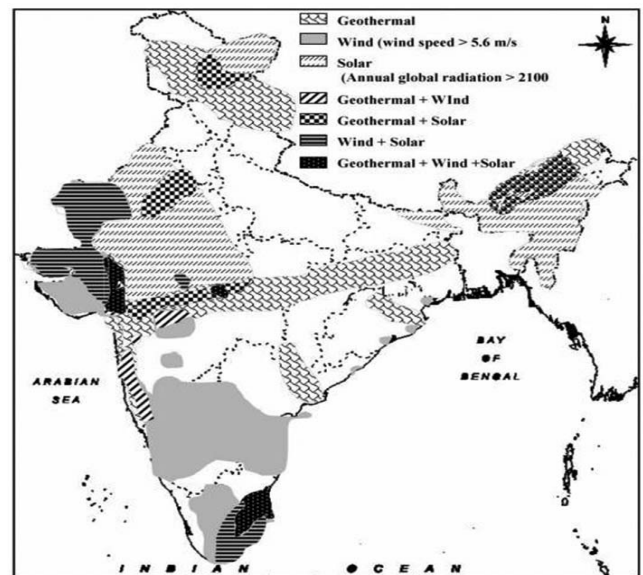 N
Geothermal
Wind (wind speed > 5.6 m/s
Solar
(Annual global radiation > 2100
Geothermal + WInd
Geothermal + Solar
Wind + Solar
Geothermal + Wind +Solar
ARABIAN
SEA
BAY
OF
BENGAL
INDIAN OCEAN